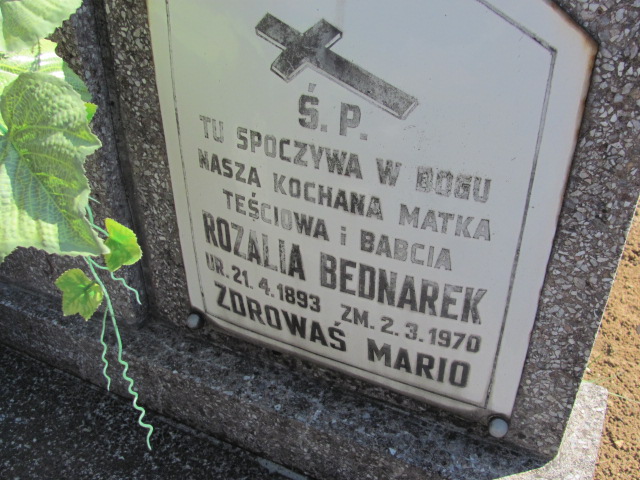 Ś. P.
TU SPOCZYWA W BOGU
NASZA KOCHANA MATKA
TEŚCIOWA i BABCIA
ROZALIA BEDNAREK
UR. 21. 4. 1893 ZM. 2. 3. 1970
ZDROWAŚ MARIO